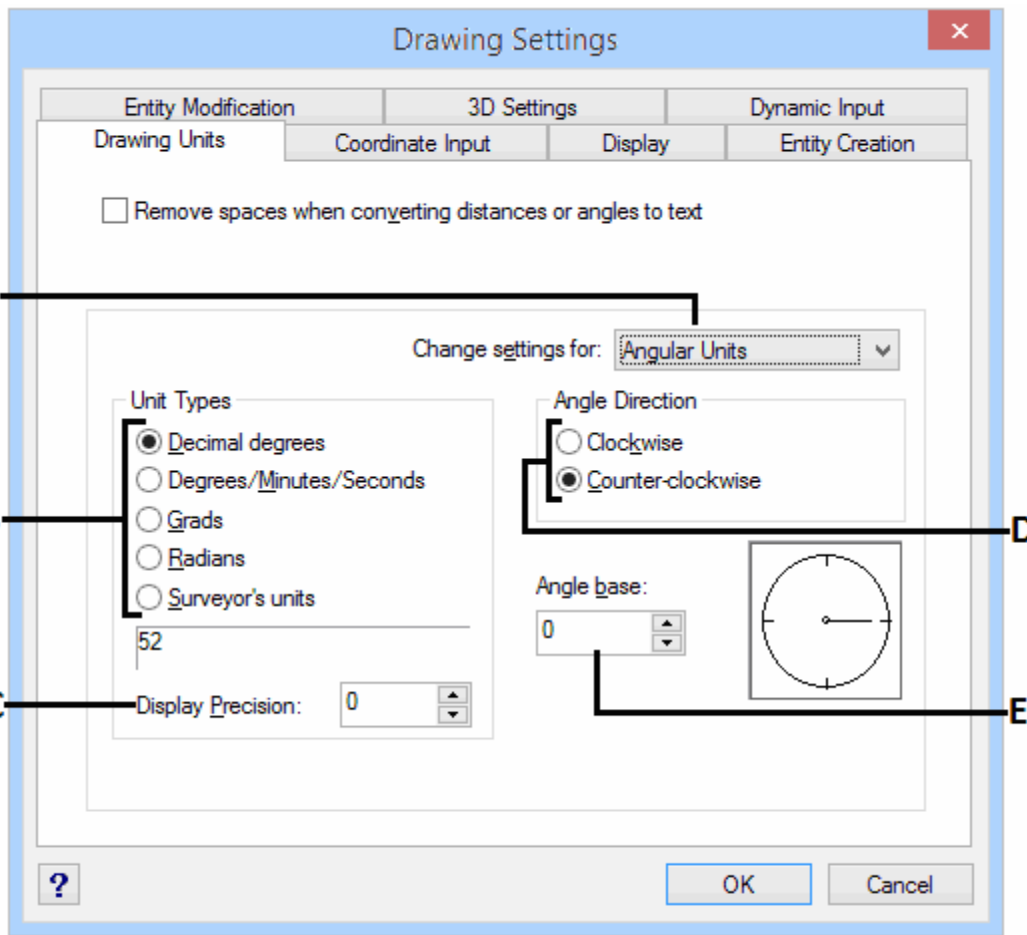 Drawing Settings
Entity Modification
3D Settings
Dynamic Input
Drawing Units
Coordinate Input
Display
Entity Creation
Remove spaces when converting distances or angles to text
Change settings for: Angular Units
Unit Types
Decimal degrees
Degrees/Minutes/Seconds
Grads
Radians
Surveyor's units
52
Display Precision: 0
Angle Direction
Clockwise
Counter-clockwise
D
Angle base:
0
E
?
OK
Cancel